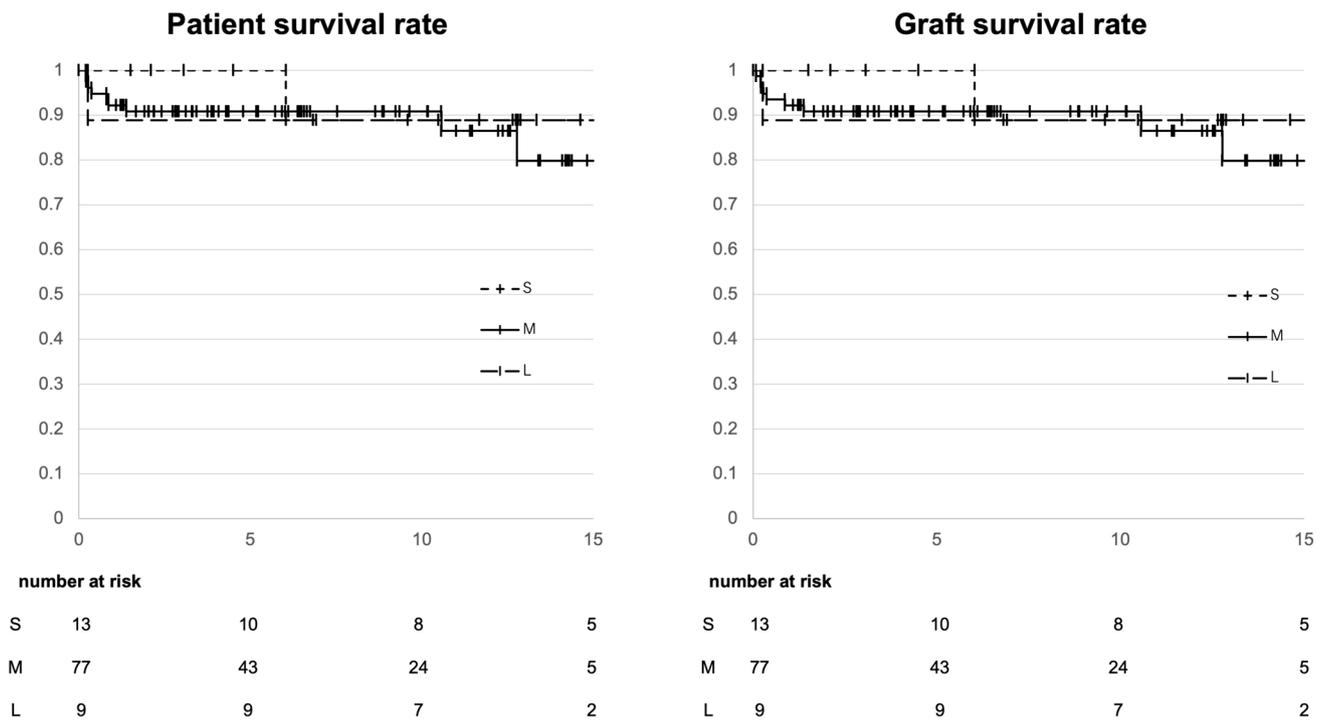 Patient survival rate
1
0.9
0.8
0.7
0.6
0.5
0.4
0.3
0.2
0.1
0
0 5 10 15
S
M
L
number at risk
S 13 10 8 5
M 77 43 24 5
L 9 9 7 2
Graft survival rate
1
0.9
0.8
0.7
0.6
0.5
0.4
0.3
0.2
0.1
0
0 5 10 15
S
M
L
number at risk
S 13 10 8 5
M 77 43 24 5
L 9 9 7 2